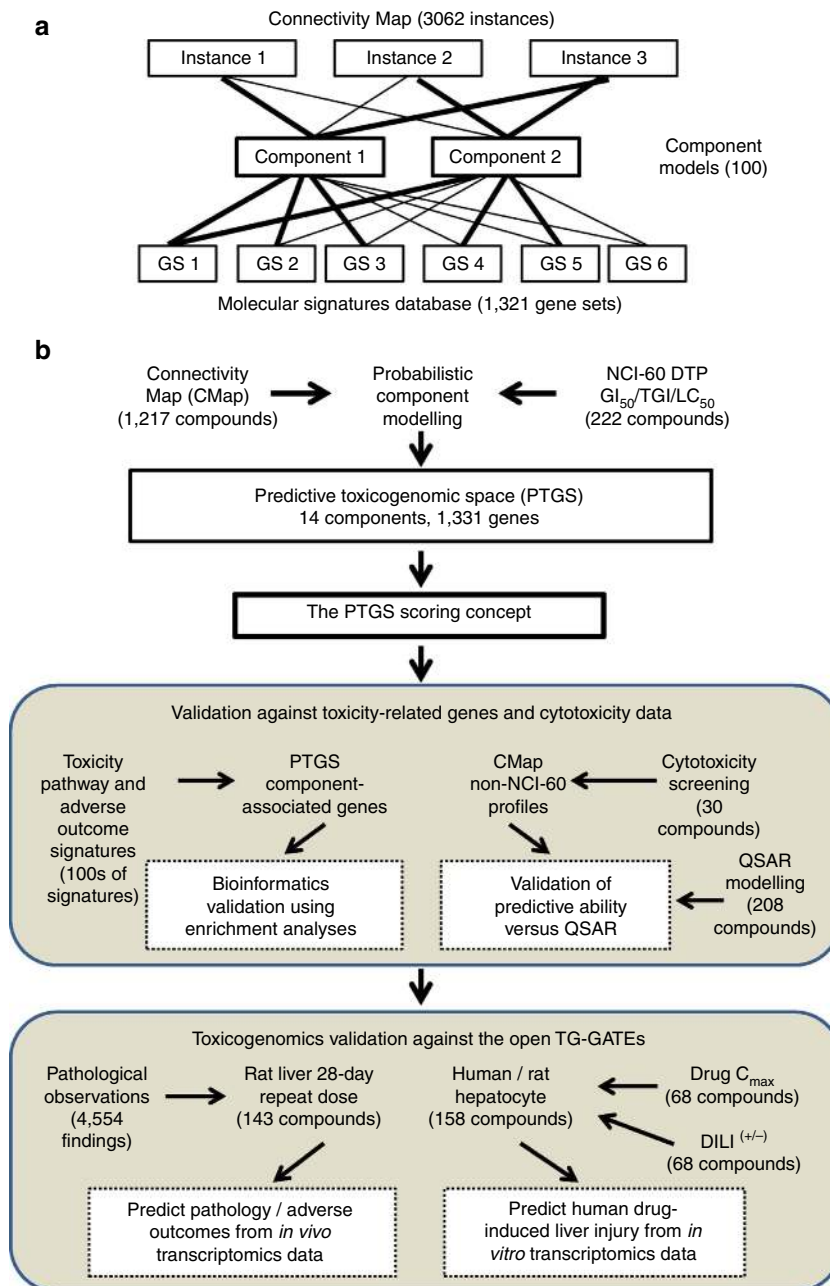 a
Connectivity Map (3062 instances)
Instance 1
Instance 2
Instance 3
Component 1
Component 2
Component
models (100)
GS 1
GS 2
GS 3
GS 4
GS 5
GS 6
Molecular signatures database (1,321 gene sets)
b
Connectivity
Map (CMap)
(1,217 compounds)
Probabilistic
component
modelling
NCI-60 DTP
GI50/TGI/LC50
(222 compounds)
Predictive toxicogenomic space (PTGS)
14 components, 1,331 genes
The PTGS scoring concept
Validation against toxicity-related genes and cytotoxicity data
Toxicity
pathway and
adverse
outcome
signatures
(100s of
signatures)
PTGS
component-
associated genes
CMap
non-NCI-60
profiles
Cytotoxicity
screening
(30
compounds)
Bioinformatics
validation using
enrichment analyses
Validation of
predictive ability
versus QSAR
QSAR
modelling
(208
compounds)
Toxicogenomics validation against the open TG-GATEs
Pathological
observations
(4,554
findings)
Rat liver 28-day
repeat dose
(143 compounds)
Human / rat
hepatocyte
(158 compounds)
Drug Cmax
(68 compounds)
DILI (+/–)
(68 compounds)
Predict pathology / adverse
outcomes from in vivo
transcriptomics data
Predict human drug-
induced liver injury from in
vitro transcriptomics data